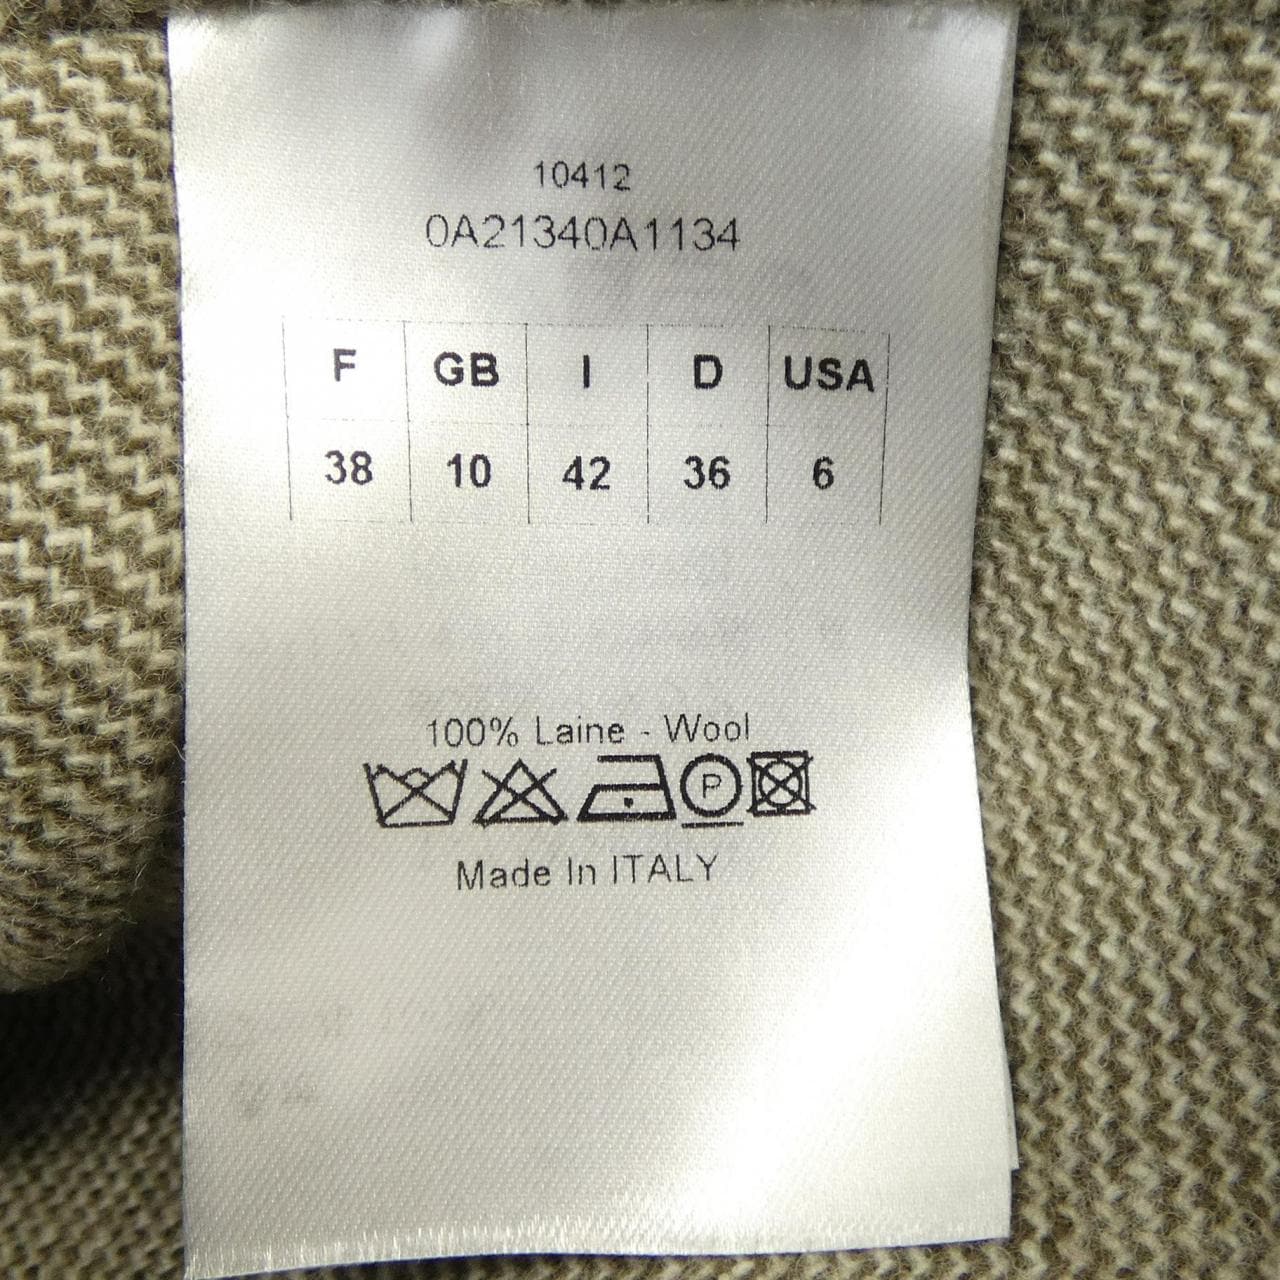 10412
0A21340A1134
F GB I D USA
38 10 42 36 6
100% Laine - Wool
P
Made In ITALY